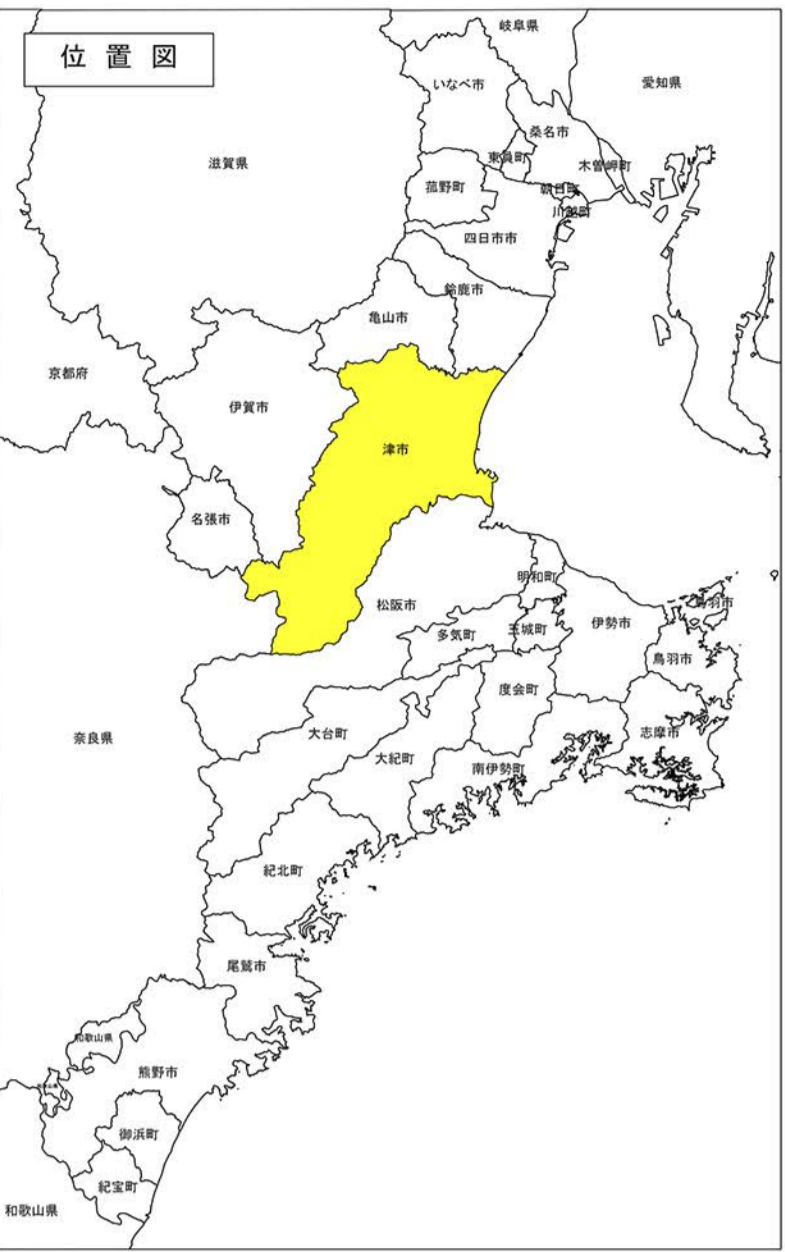 位置図
岐阜県
いなべ市
愛知県
桑名市
東員町
木曽岬町
滋賀県
菰野町
朝日町
川越町
四日市市
鈴鹿市
亀山市
京都府
伊賀市
津市
名張市
明和町
松阪市
鳥羽市
伊勢市
多気町
玉城町
鳥羽市
度会町
志摩市
大台町
奈良県
大紀町
南伊勢町
紀北町
尾鷲市
和歌山県
熊野市
御浜町
紀宝町
和歌山県